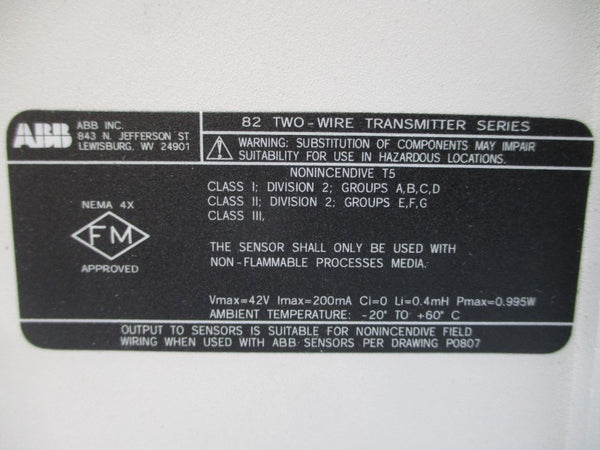 ABB
ABB INC.
843 N. JEFFERSON ST.
LEWISBURG, WV 24901
82 TWO-WIRE TRANSMITTER SERIES
WARNING: SUBSTITUTION OF COMPONENTS MAY IMPAIR
SUITABILITY FOR USE IN HAZARDOUS LOCATIONS.
NEMA 4X
FM
APPROVED
NONINCENDIVE T5
CLASS I; DIVISION 2; GROUPS A,B,C,D
CLASS II; DIVISION 2; GROUPS E,F,G
CLASS III,
THE SENSOR SHALL ONLY BE USED WITH
NON-FLAMMABLE PROCESSES MEDIA.
Vmax=42V Imax=200mA Ci=0 Li=0.4mH Pmax=0.995W
AMBIENT TEMPERATURE: -20° TO +60° C
OUTPUT TO SENSORS IS SUITABLE FOR NONINCENDIVE FIELD
WIRING WHEN USED WITH ABB SENSORS PER DRAWING P0807